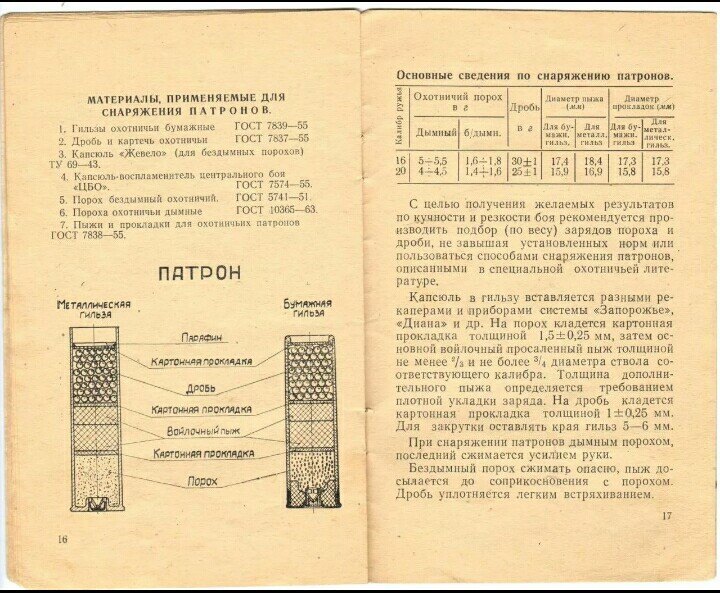 МАТЕРИАЛЫ, ПРИМЕНЯЕМЫЕ ДЛЯ
СНАРЯЖЕНИЯ ПАТРОНОВ.
1. Гильзы охотничьи бумажные ГОСТ 7839—55
2. Дробь и картечь охотничьи ГОСТ 7837—55
3. Капсюль «Жевело» (для бездымных порохов)
ТУ 69—43.
4. Капсюль-воспламенитель центрального боя
«ЦБО». ГОСТ 7574—55.
5. Порох бездымный охотничий. ГОСТ 5741—51.
6. Пороха охотничьи дымные ГОСТ 10365—63.
7. Пыжи и прокладки для охотничьих патронов
ГОСТ 7838—55.
ПАТРОН
МЕТАЛЛИЧЕСКАЯ
ГИЛЬЗА
БУМАЖНАЯ
ГИЛЬЗА
ПАРАФИН
КАРТОННАЯ ПРОКЛАДКА
ДРОБЬ
КАРТОННАЯ ПРОКЛАДКА
ВОЙЛОЧНЫЙ ПЫЖ
КАРТОННАЯ ПРОКЛАДКА
ПОРОХ
16
Основные сведения по снаряжению патронов.
Калибр ружья
Охотничий порох
в г
Дробь
в г
Диаметр пыжа
(мм)
Диаметр
прокладок (мм)
Дымный
б/дымн.
Для бу-
мажн.
гильз
Для
металл.
гильз.
Для бу-
мажн.
гильз.
Для
метал-
лическ.
гильз.
16 5÷5,5 1,6÷1,8 30±1 17,4 18,4 17,3 17,3
20 4÷4,5 1,4÷1,6 25±1 15,9 16,9 15,8 15,8
С целью получения желаемых результатов
по кучности и резкости боя рекомендуется про-
изводить подбор (по весу) зарядов пороха и
дроби, не завышая установленных норм или
пользоваться способами снаряжения патронов,
описанными в специальной охотничьей лите-
ратуре.
Капсюль в гильзу вставляется разными ре-
каперами и приборами системы «Запорожье»,
«Диана» и др. На порох кладется картонная
прокладка толщиной 1,5±0,25 мм, затем ос-
новной войлочный просаленный пыж толщиной
не менее ²/₃ и не более ³/₄ диаметра ствола со-
ответствующего калибра. Толщина дополни-
тельного пыжа определяется требованием
плотной укладки заряда. На дробь кладется
картонная прокладка толщиной 1±0,25 мм.
Для закрутки оставлять края гильз 5—6 мм.
При снаряжении патронов дымным порохом,
последний сжимается усилием руки.
Бездымный порох сжимать опасно, пыж до-
сылается до соприкосновения с порохом.
Дробь уплотняется легким встряхиванием.
17